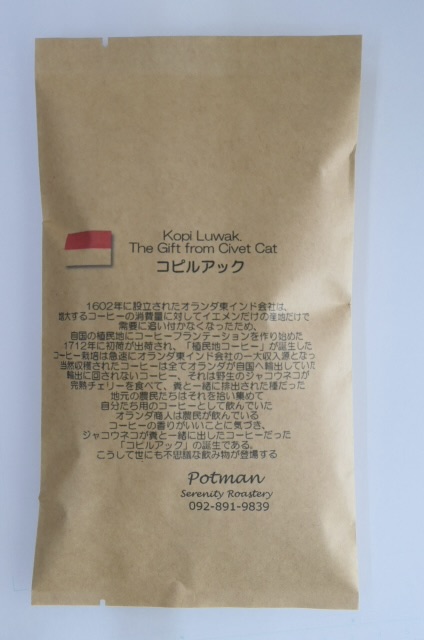 Kopi Luwak.
The Gift from Civet Cat
コピルアック
1602年に設立されたオランダ東インド会社は、
増大するコーヒーの消費量に対してイエメンだけの産地だけで
需要に追い付かなくなったため、
自国の植民地にコーヒープランテーションを作り始めた
1712年に初荷が出荷され、「植民地コーヒー」が誕生した
コーヒー栽培は急速にオランダ東インド会社の一大収入源となっ
当然収穫されたコーヒーは全てオランダが自国へ輸出していた
輸出に回されないコーヒー、それは野生のジャコウネコが
完熟チェリーを食べて、糞と一緒に排出された種だった
地元の農民たちはそれを拾い集めて
自分たち用のコーヒーとして飲んでいた
オランダ商人は農民が飲んでいる
コーヒーの香りがいいことに気づき、
ジャコウネコが糞と一緒に出したコーヒーだった
「コピルアック」の誕生である。
こうして世にも不思議な飲み物が登場する
Potman
Serenity Roastery
092-891-9839